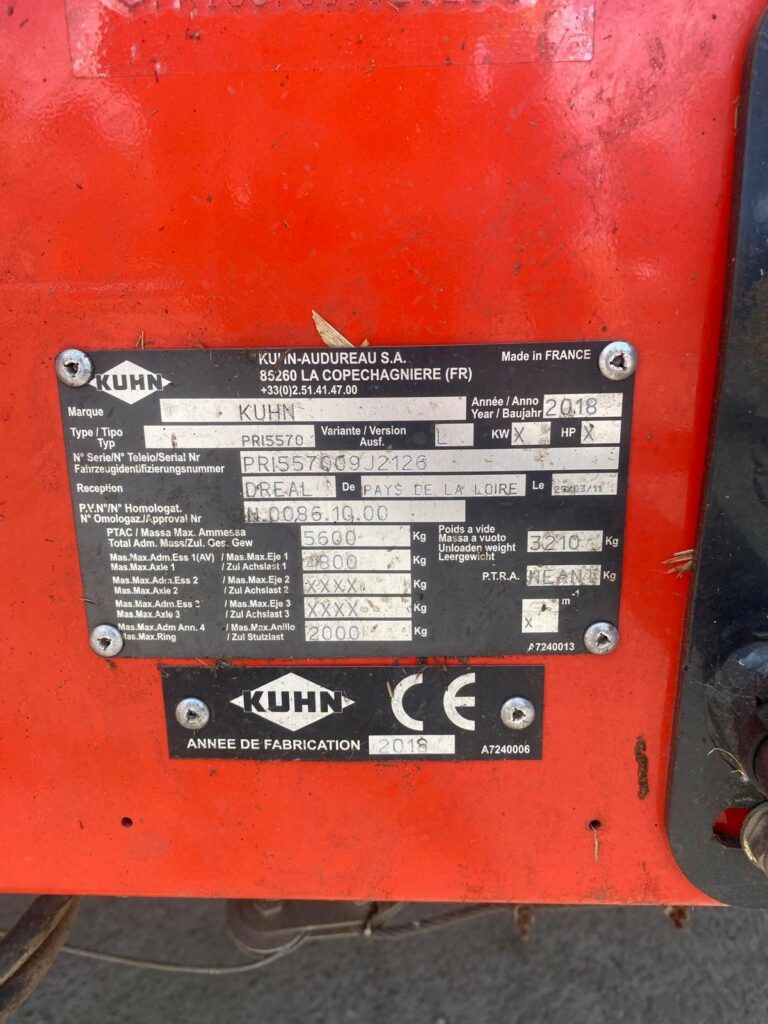 KUHN
KUHN-AUDUREAU S.A.
85260 LA COPECHAGNIERE (FR)
+33(0)2.51.41.47.00
Made in FRANCE
Marque KUHN
Année / Anno 2018
Year / Baujahr
Type / Tipo PRI5570
Typ
Variante / Version L
Ausf.
KW X HP X
N° Serie/N° Teleio/Serial Nr PRI557009J2126
Fahrzeugidentifizierungsnummer
Reception DREAL De PAYS DE LA LOIRE Le
P.V.N°/N° Homologat. N.0086.10.00
N° Omologaz/Approval Nr
PTAC / Massa Max. Ammessa 5600 Kg
Total Adm. Mass/Zul. Ges. Gew
Mas.Max.Adm.Ess 1(AV) / Mas.Max.Eje 1 4800 Kg
Mas.Max.Axle 1 / Zul Achslast 1
Mas.Max.Adm.Ess 2 / Mas.Max.Eje 2 XXXX Kg
Mas.Max.Axle 2 / Zul Achslast 2
Mas.Max.Adm.Ess / Mas.Max.Eje 3 XXXX Kg
Mas.Max.Axle 3 / Zul Achslast 3
Mas.Max.Adm Ann. 4 / Mas.Max.Anillo 2000 Kg
Mas.Max.Ring / Zul Stutzlast
Poids a vide
Massa a vuoto 3210 Kg
Unloaden weight
Leergewicht
P.T.R.A. Kg
X m-1
A7240013
KUHN CE
ANNEE DE FABRICATION 2018 A7240006